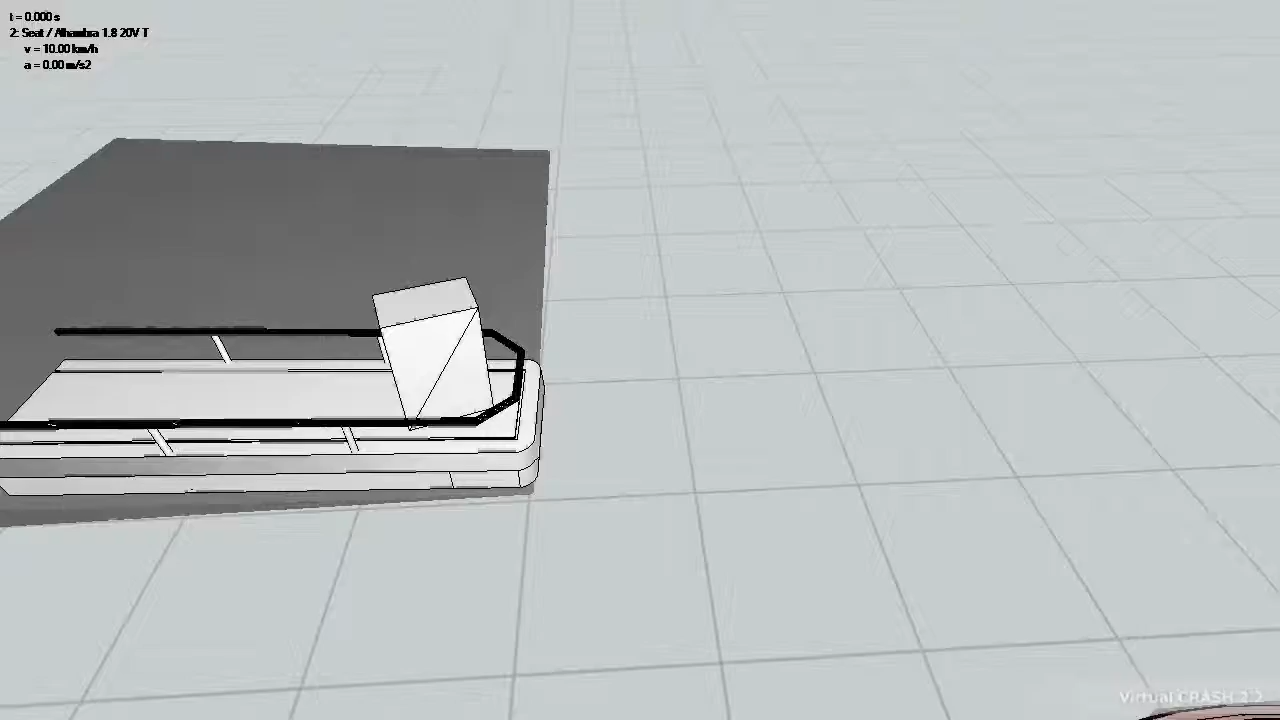 t = 0.000 s
2: Seat / Alhambra 1.8 20V T
v = 10.00 km/h
a = 0.00 m/s2
Virtual CRASH 2.2